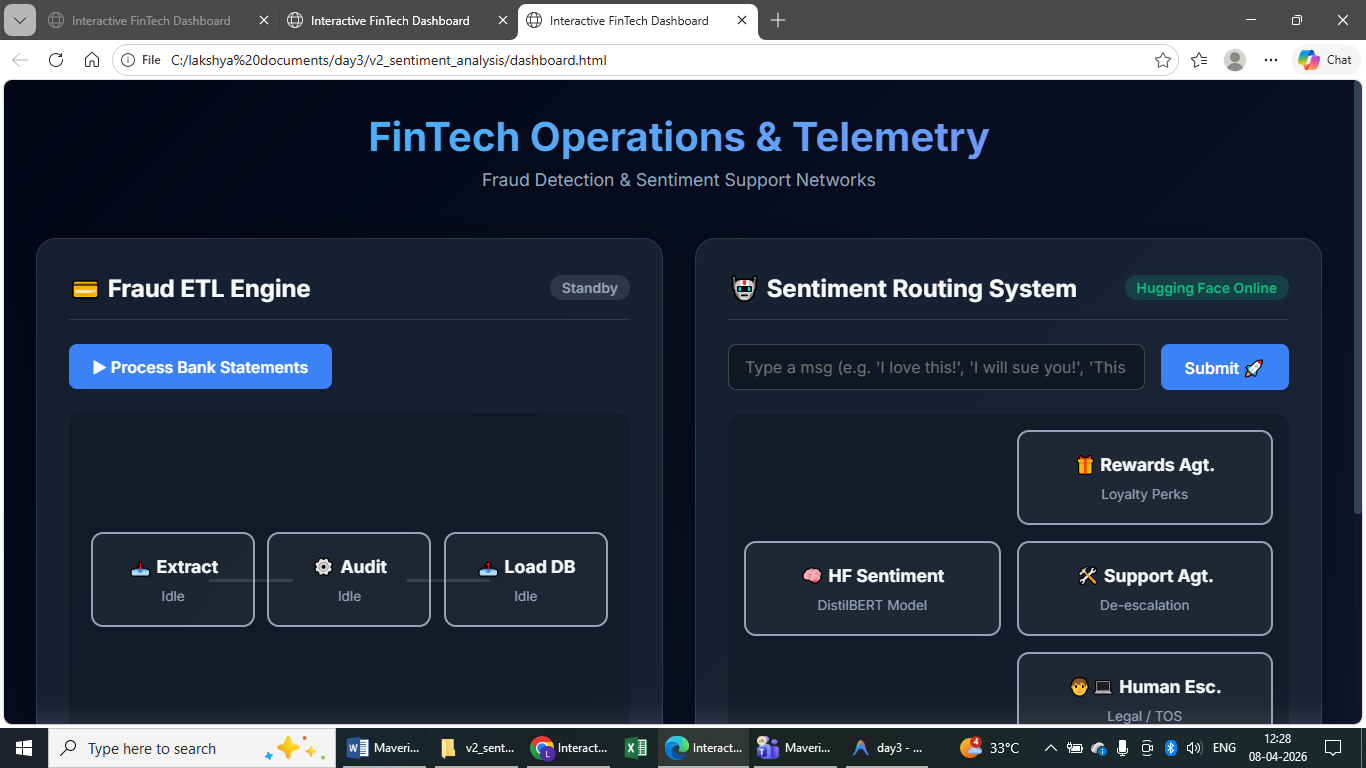 Interactive FinTech Dashboard
Interactive FinTech Dashboard
Interactive FinTech Dashboard
File C:/lakshya%20documents/day3/v2_sentiment_analysis/dashboard.html
Chat
FinTech Operations & Telemetry
Fraud Detection & Sentiment Support Networks
Fraud ETL Engine
Standby
Process Bank Statements
Extract
Idle
Audit
Idle
Load DB
Idle
Sentiment Routing System
Hugging Face Online
Type a msg (e.g. 'I love this!', 'I will sue you!', 'This
Submit
Rewards Agt.
Loyalty Perks
HF Sentiment
DistilBERT Model
Support Agt.
De-escalation
Human Esc.
Legal / TOS
Type here to search
Maveri...
v2_sent...
Interact...
Interact...
Maveri...
day3 - ...
4
33°C
ENG
12:28
08-04-2026